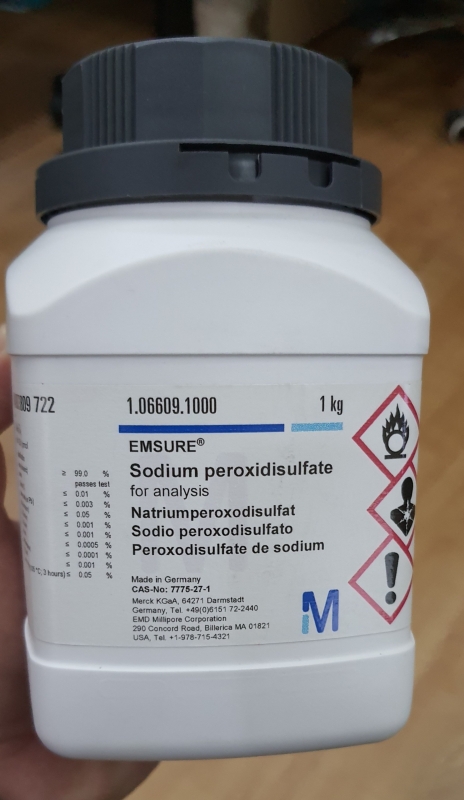 722
1.06609.1000 1 kg
EMSURE®
Sodium peroxidisulfate
for analysis
Natriumperoxodisulfat
Sodio peroxodisulfato
Peroxodisulfate de sodium
≥ 99.0 %
passes test
≤ 0.01 %
≤ 0.003 %
≤ 0.05 %
≤ 0.001 %
≤ 0.001 %
≤ 0.0005 %
≤ 0.0001 %
≤ 0.001 %
°C, 3 hours) ≤ 0.05 %
Made in Germany
CAS-No: 7775-27-1
Merck KGaA, 64271 Darmstadt
Germany, Tel. +49(0)6151 72-2440
EMD Millipore Corporation
290 Concord Road, Billerica MA 01821
USA, Tel. +1-978-715-4321
M